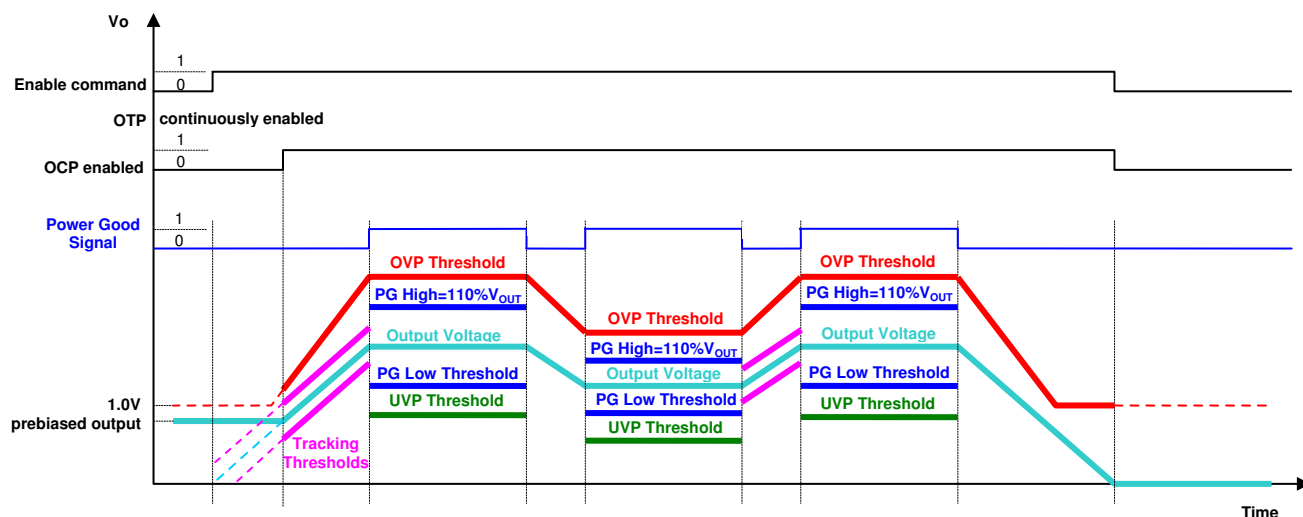 Vo
1
Enable command
0
OTP continuously enabled
1
OCP enabled
0
Power Good
Signal
1
0
OVP Threshold
OVP Threshold
PG High=110%VOUT
PG High=110%VOUT
OVP Threshold
Output Voltage
Output Voltage
PG High=110%VOUT
PG Low Threshold
Output Voltage
PG Low Threshold
UVP Threshold
PG Low Threshold
UVP Threshold
UVP Threshold
1.0V
prebiased output
Tracking
Thresholds
Time